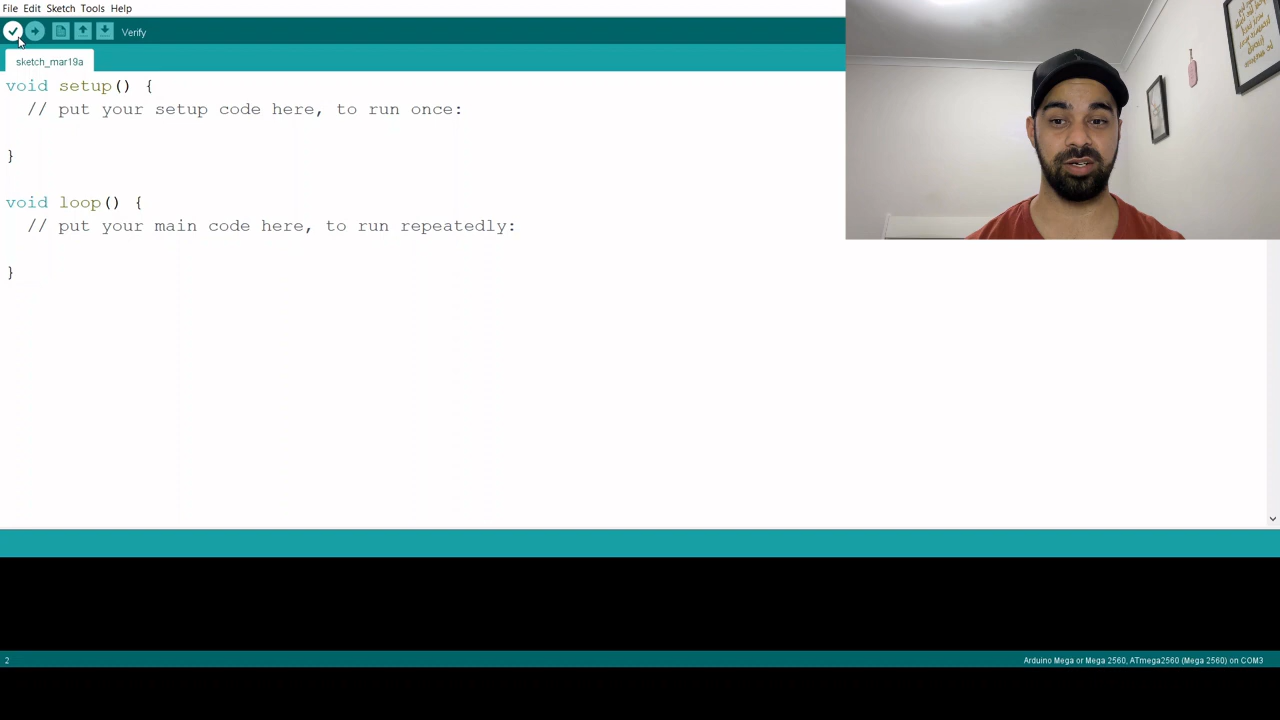 File Edit Sketch Tools Help
Verify
sketch_mar19a
void setup() {
// put your setup code here, to run once:
}
void loop() {
// put your main code here, to run repeatedly:
}
2
Arduino Mega or Mega 2560, ATmega2560 (Mega 2560) on COM3